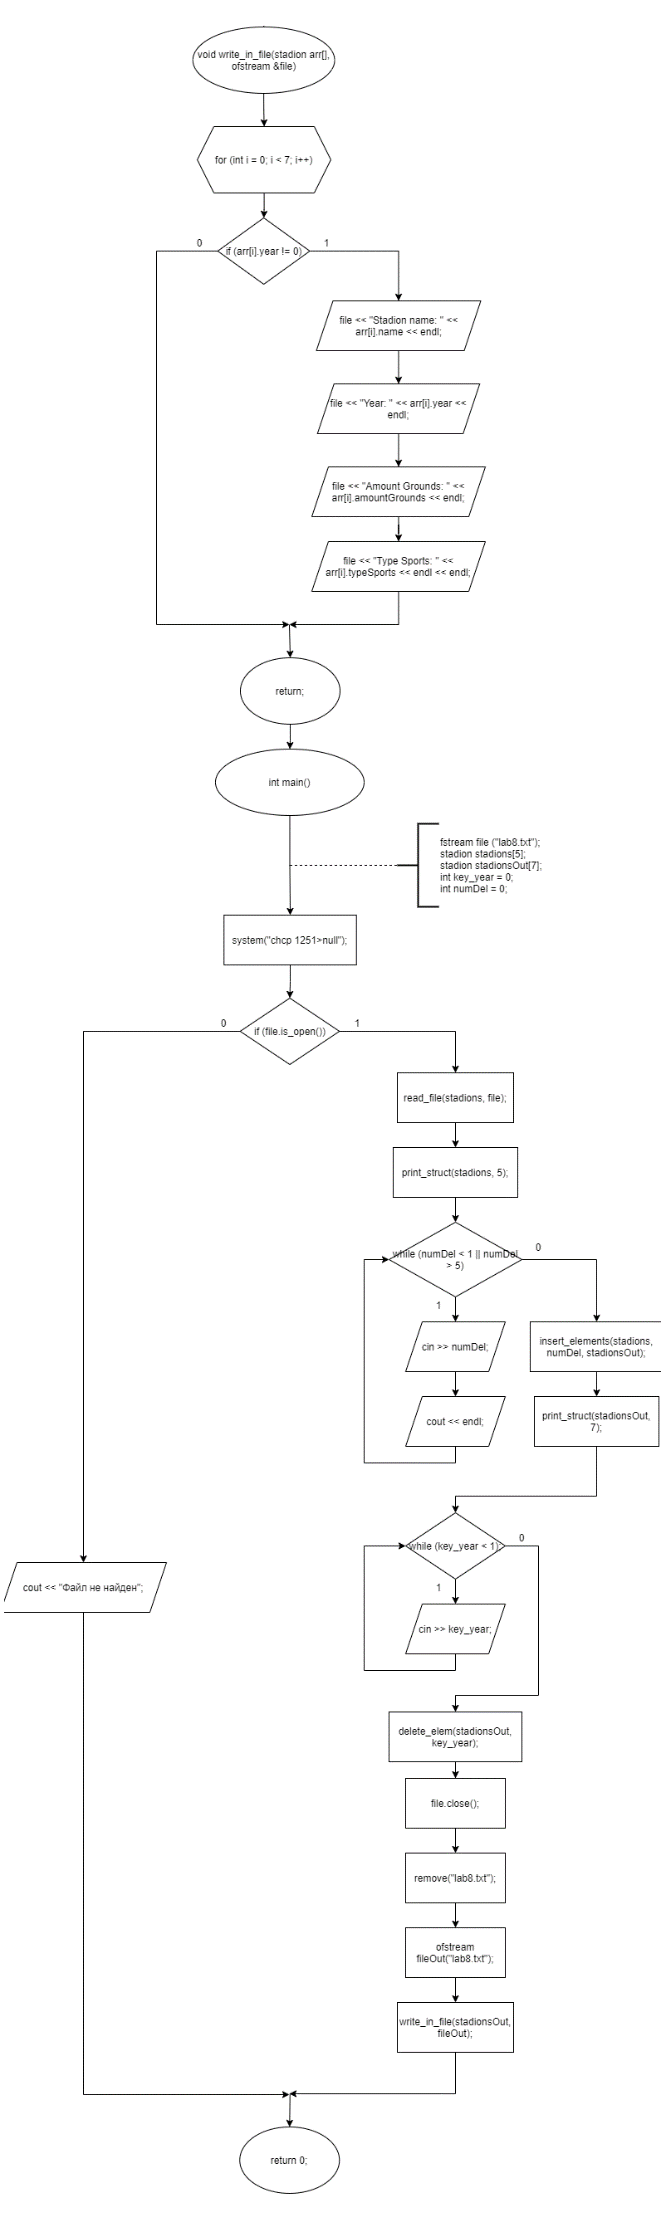 void write_in_file(stadion arr[],
ofstream &file)
for (int i = 0; i < 7; i++)
0
if (arr[i].year != 0)
1
file << "Stadion name: " <<
arr[i].name << endl;
file << "Year: " << arr[i].year <<
endl;
file << "Amount Grounds: " <<
arr[i].amountGrounds << endl;
file << "Type Sports: " <<
arr[i].typeSports << endl << endl;
return;
int main()
fstream file ("lab8.txt");
stadion stadions[5];
stadion stadionsOut[7];
int key_year = 0;
int numDel = 0;
system("chcp 1251>null");
0
if (file.is_open())
1
read_file(stadions, file);
print_struct(stadions, 5);
while (numDel < 1 || numDel
> 5)
0
1
cin >> numDel;
insert_elements(stadions,
numDel, stadionsOut);
cout << endl;
print_struct(stadionsOut,
7);
while (key_year < 1);
0
1
cout << "Файл не найден";
cin >> key_year;
delete_elem(stadionsOut,
key_year);
file.close();
remove("lab8.txt");
ofstream
fileOut("lab8.txt");
write_in_file(stadionsOut,
fileOut);
return 0;